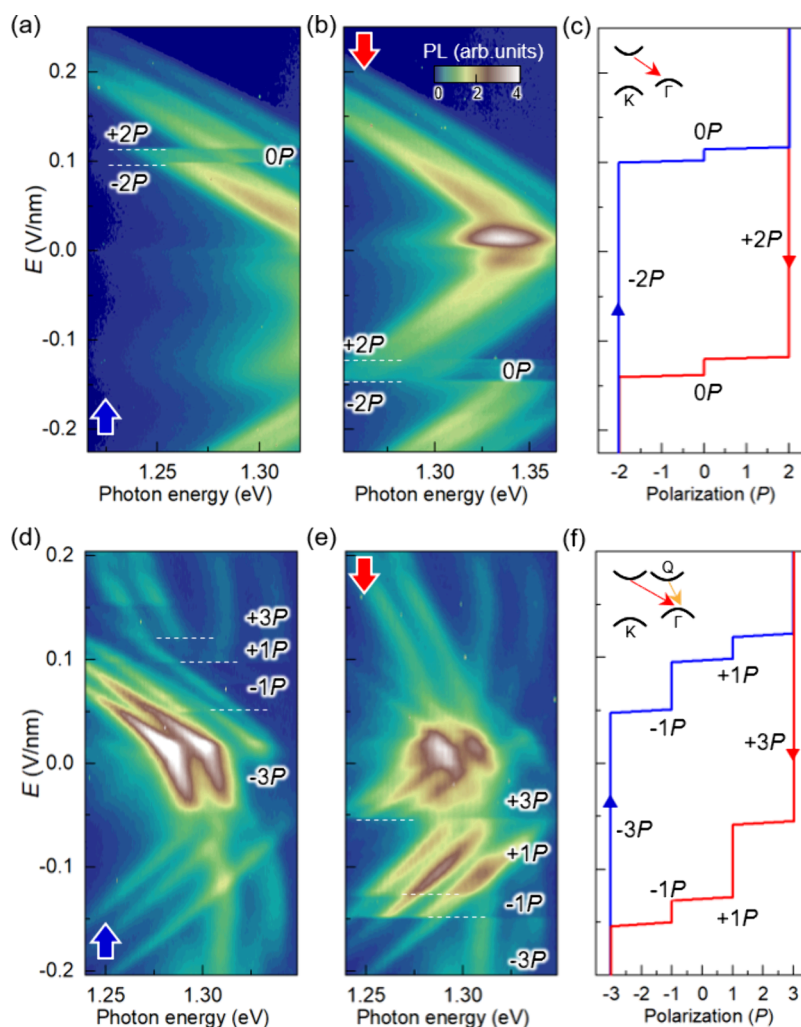 (a)
0.2
0.1
0.0
-0.1
-0.2
E (V/nm)
+2P
-2P
0P
1.25
1.30
Photon energy (eV)
(b)
PL (arb.units)
0
2
4
+2P
0P
-2P
1.30
1.35
Photon energy (eV)
(c)
K
Γ
0P
+2P
-2P
0P
-2
-1
0
1
2
Polarization (P)
(d)
0.2
0.1
0.0
-0.1
-0.2
E (V/nm)
+3P
+1P
-1P
-3P
1.25
1.30
Photon energy (eV)
(e)
+3P
+1P
-1P
-3P
1.25
1.30
Photon energy (eV)
(f)
Q
K
Γ
+1P
-1P
+3P
-3P
-1P
+1P
-3
-2
-1
0
1
2
3
Polarization (P)